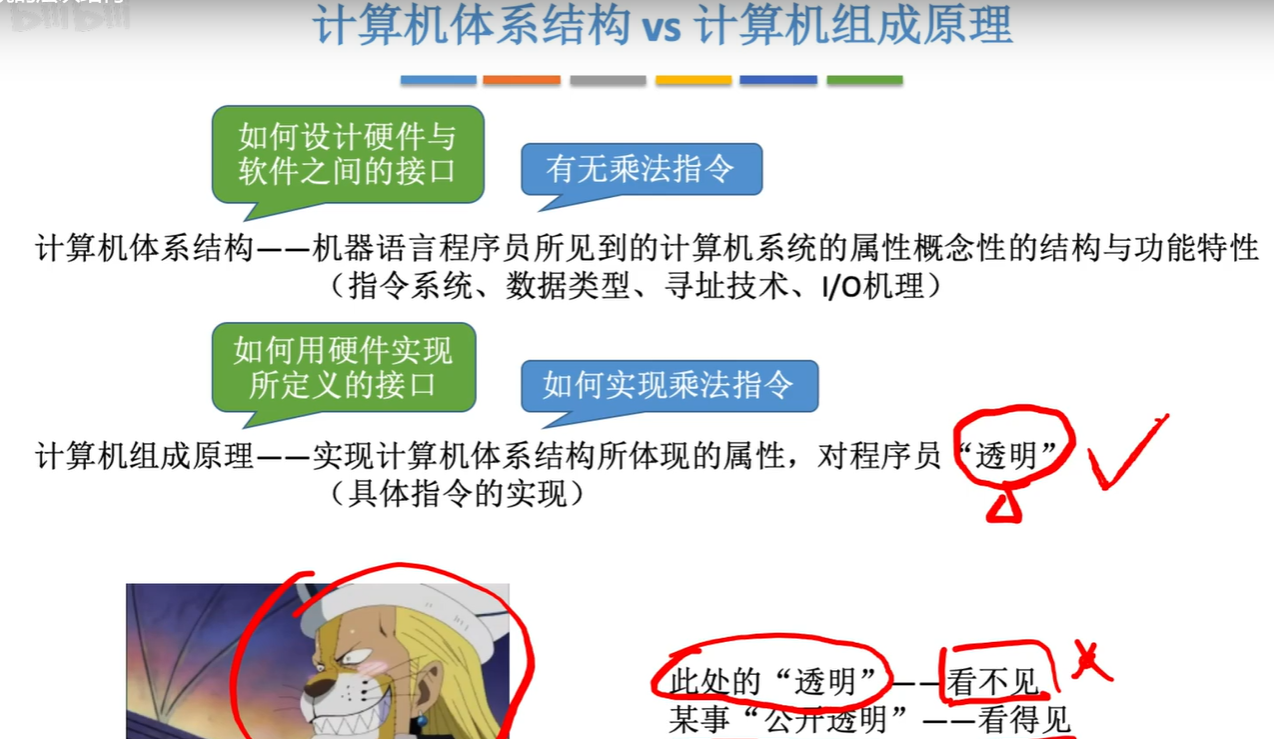 计算机体系结构 vs 计算机组成原理
如何设计硬件与
软件之间的接口
有无乘法指令
计算机体系结构——机器语言程序员所见到的计算机系统的属性概念性的结构与功能特性
（指令系统、数据类型、寻址技术、I/O机理）
如何用硬件实现
所定义的接口
如何实现乘法指令
计算机组成原理——实现计算机体系结构所体现的属性，对程序员“透明”
（具体指令的实现）
此处的“透明”——看不见
某事“公开透明”——看得见